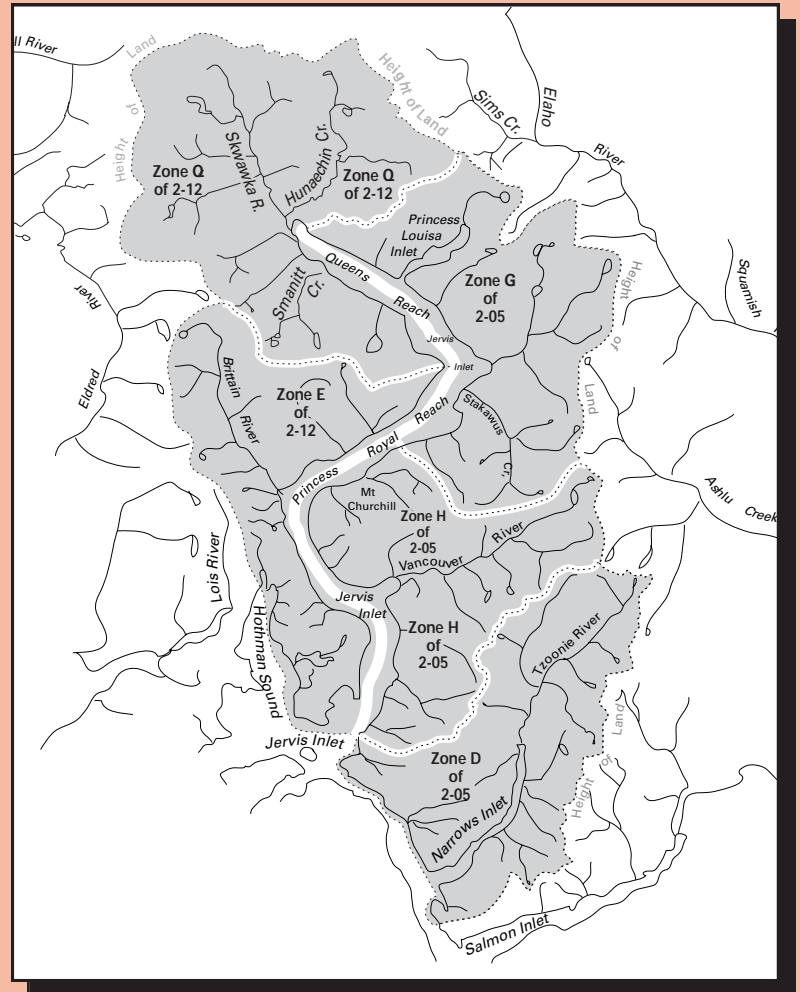 ll River
Height of Land
Height of Land
Sims Cr.
Elaho
River
Skwawka R.
Hunaechin Cr.
Zone Q
of 2-12
Zone Q
of 2-12
Princess
Louisa
Inlet
Queens
Reach
Smanitt
Cr.
Zone G
of
2-05
Height of Land
Squamish
River
Eldred
Jervis
Inlet
Brittain
River
Zone E
of
2-12
Stakawus
Cr.
Princess Royal Reach
Mt
Churchill
Zone H
of
2-05
Vancouver River
Ashlu Creek
Lois River
Jervis
Inlet
Hothman Sound
Zone H
of
2-05
Tzoonie River
Jervis Inlet
Zone D
of
2-05
Height of Land
Narrows Inlet
Salmon Inlet